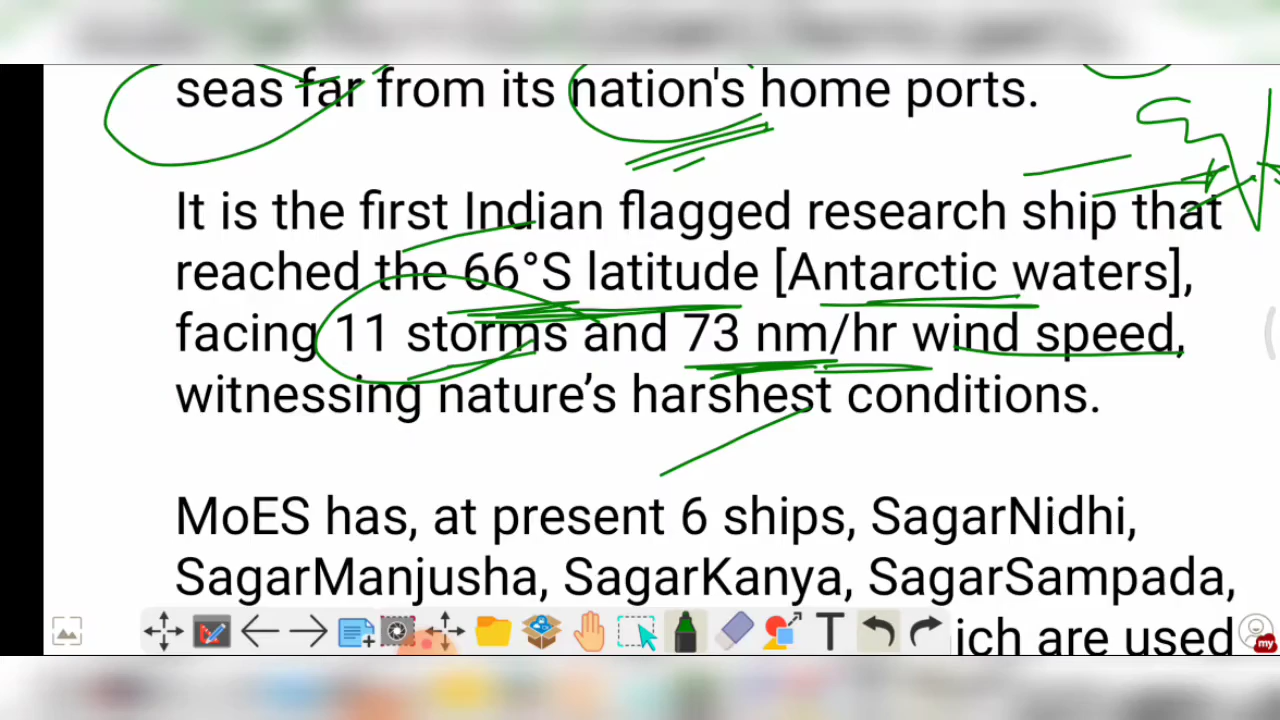 seas far from its nation's home ports.
It is the first Indian flagged research ship that
reached the 66°S latitude [Antarctic waters],
facing 11 storms and 73 nm/hr wind speed,
witnessing nature’s harshest conditions.
MoES has, at present 6 ships, SagarNidhi,
SagarManjusha, SagarKanya, SagarSampada,
ich are used
T
my